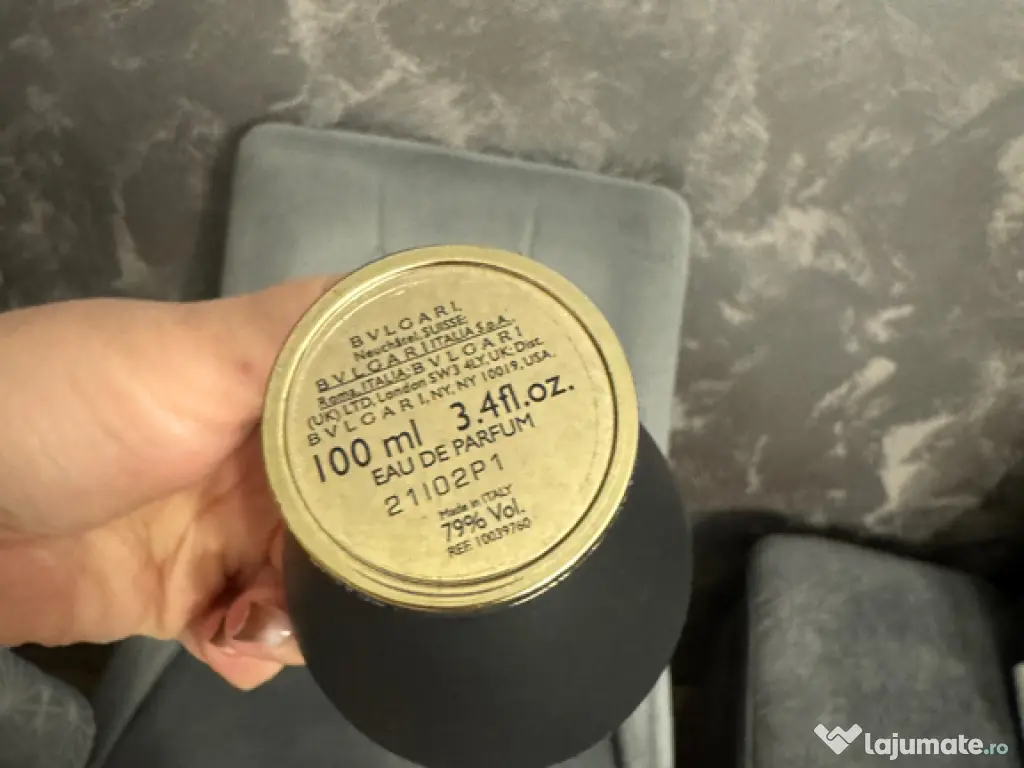 BVLGARI
Neuchâtel, SUISSE-
BVLGARI ITALIA S.p.A.-
Roma, ITALIA-BVLGARI
(UK) LTD. London SW3 4LY.UK-Dist.
BVLGARI, NY, NY 10019, USA.
100 ml 3.4fl.oz.
EAU DE PARFUM
21I02P1
Made in ITALY
79% Vol.
REF. 10039760
lajumate.ro